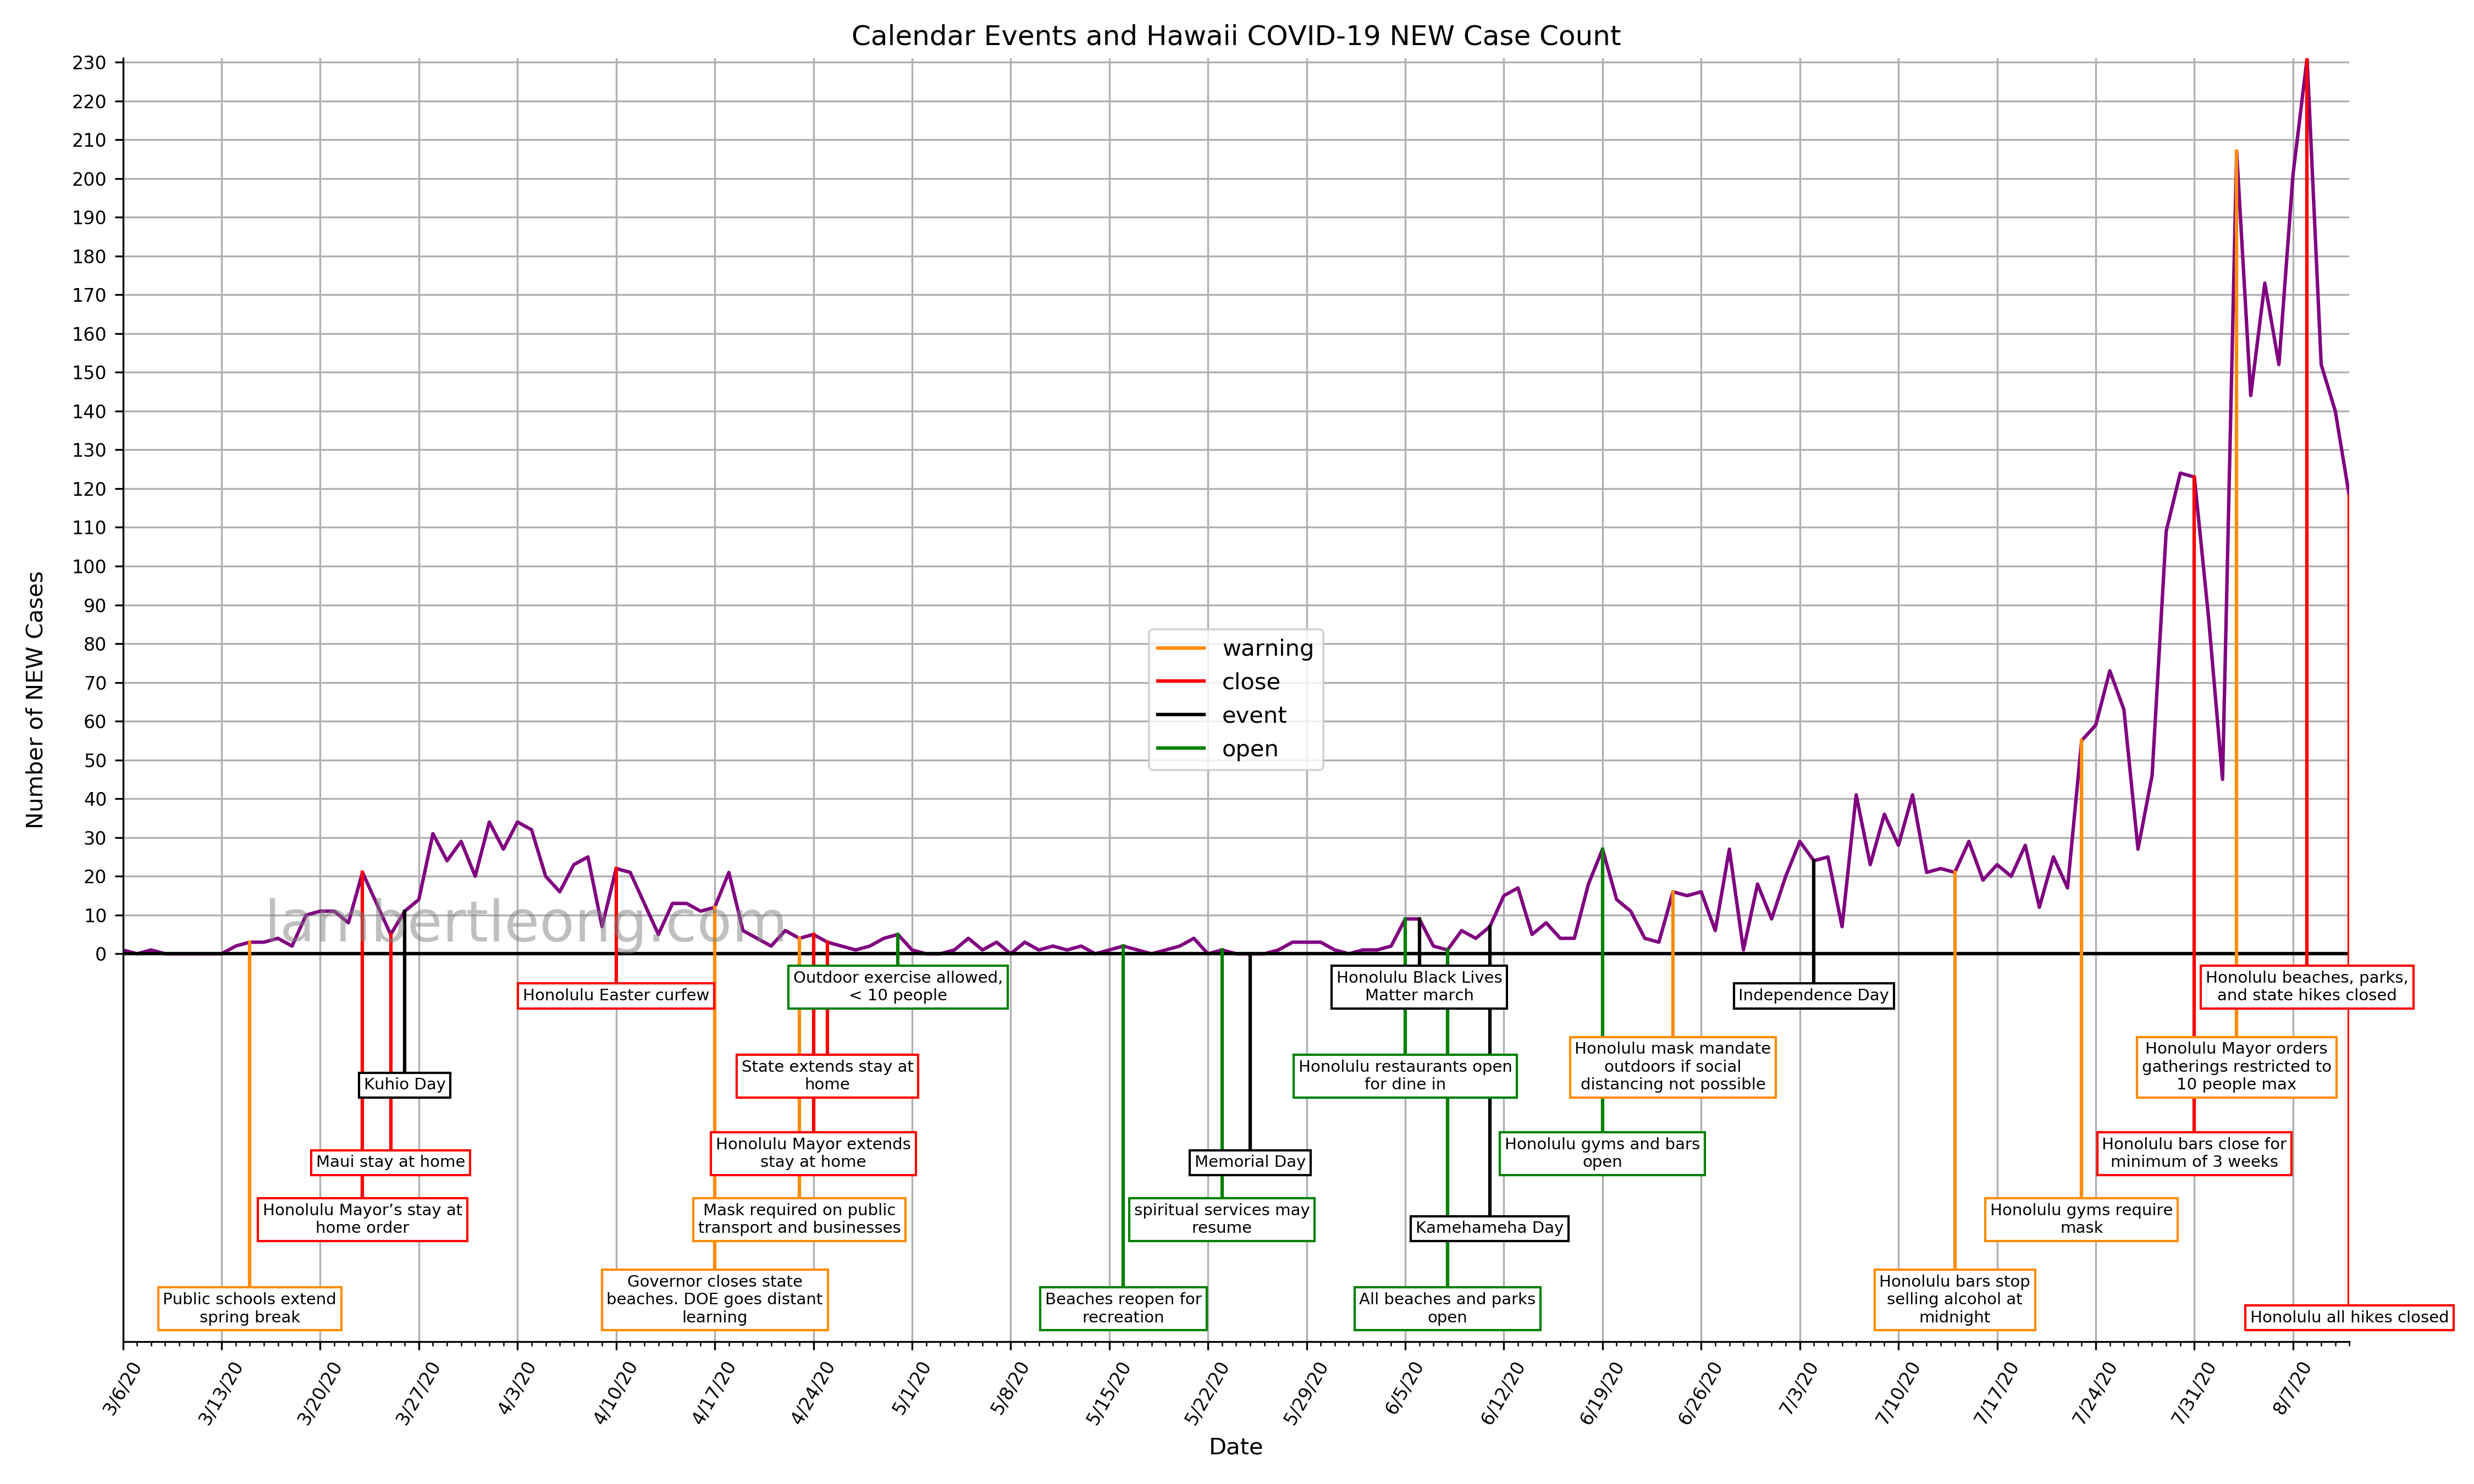 Calendar Events and Hawaii COVID-19 NEW Case Count
Number of NEW Cases
230
220
210
200
190
180
170
160
150
140
130
120
110
100
90
80
70
60
50
40
30
20
10
0
warning
close
event
open
lambertleong.com
Honolulu Easter curfew
Outdoor exercise allowed,
< 10 people
Honolulu Black Lives
Matter march
Independence Day
Honolulu beaches, parks,
and state hikes closed
Kuhio Day
State extends stay at
home
Honolulu restaurants open
for dine in
Honolulu mask mandate
outdoors if social
distancing not possible
Honolulu Mayor orders
gatherings restricted to
10 people max
Maui stay at home
Honolulu Mayor extends
stay at home
Memorial Day
Honolulu gyms and bars
open
Honolulu bars close for
minimum of 3 weeks
Honolulu Mayor’s stay at
home order
Mask required on public
transport and businesses
spiritual services may
resume
Kamehameha Day
Honolulu gyms require
mask
Public schools extend
spring break
Governor closes state
beaches. DOE goes distant
learning
Beaches reopen for
recreation
All beaches and parks
open
Honolulu bars stop
selling alcohol at
midnight
Honolulu all hikes closed
3/6/20
3/13/20
3/20/20
3/27/20
4/3/20
4/10/20
4/17/20
4/24/20
5/1/20
5/8/20
5/15/20
5/22/20
5/29/20
6/5/20
6/12/20
6/19/20
6/26/20
7/3/20
7/10/20
7/17/20
7/24/20
7/31/20
8/7/20
Date